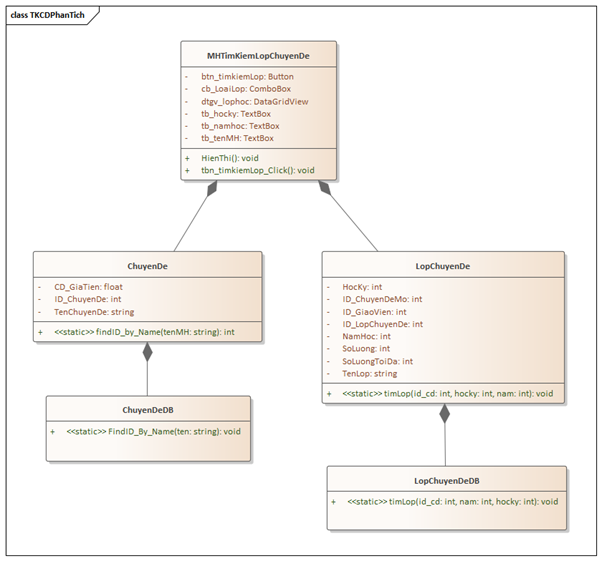 class TKCDPhanTich
MHTimKiemLopChuyenDe
- btn_timkiemLop: Button
- cb_LoaiLop: ComboBox
- dtgv_lophoc: DataGridView
- tb_hocky: TextBox
- tb_namhoc: TextBox
- tb_tenMH: TextBox
+ HienThi(): void
+ tbn_timkiemLop_Click(): void
ChuyenDe
- CD_GiaTien: float
- ID_ChuyenDe: int
- TenChuyenDe: string
+ <<static>> findID_by_Name(tenMH: string): int
LopChuyenDe
- HocKy: int
- ID_ChuyenDeMo: int
- ID_GiaoVien: int
- ID_LopChuyenDe: int
- NamHoc: int
- SoLuong: int
- SoLuongToiDa: int
- TenLop: string
+ <<static>> timLop(id_cd: int, hocky: int, nam: int): void
ChuyenDeDB
+ <<static>> FindID_By_Name(ten: string): void
LopChuyenDeDB
+ <<static>> timLop(id_cd: int, nam: int, hocky: int): void